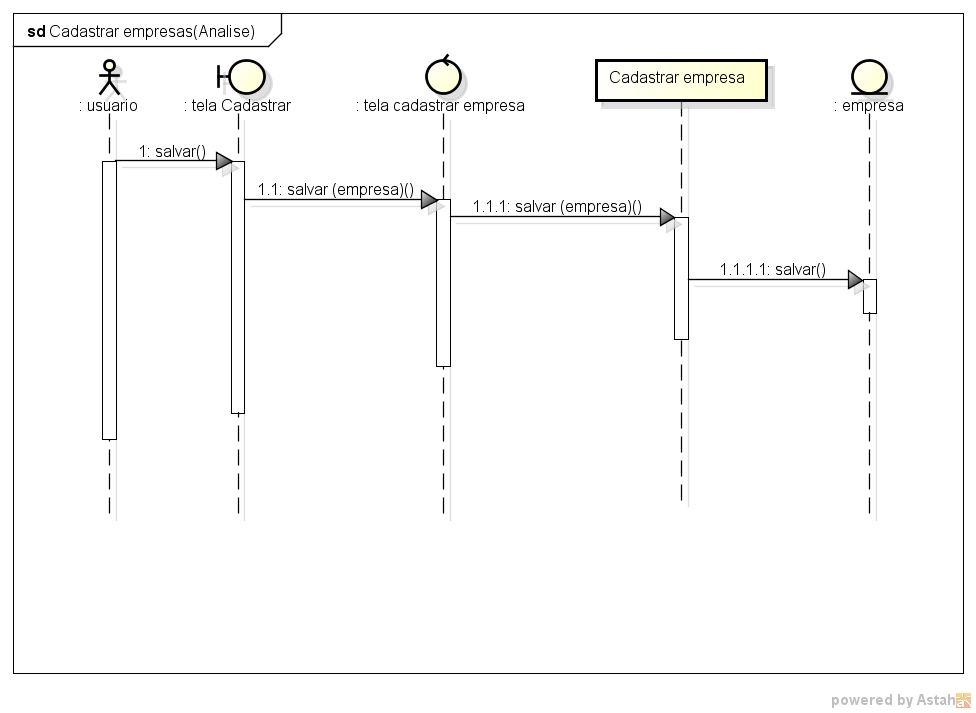 sd Cadastrar empresas(Analise)
: usuario
: tela Cadastrar
: tela cadastrar empresa
Cadastrar empresa
: empresa
1: salvar()
1.1: salvar (empresa)()
1.1.1: salvar (empresa)()
1.1.1.1: salvar()
powered by Astah